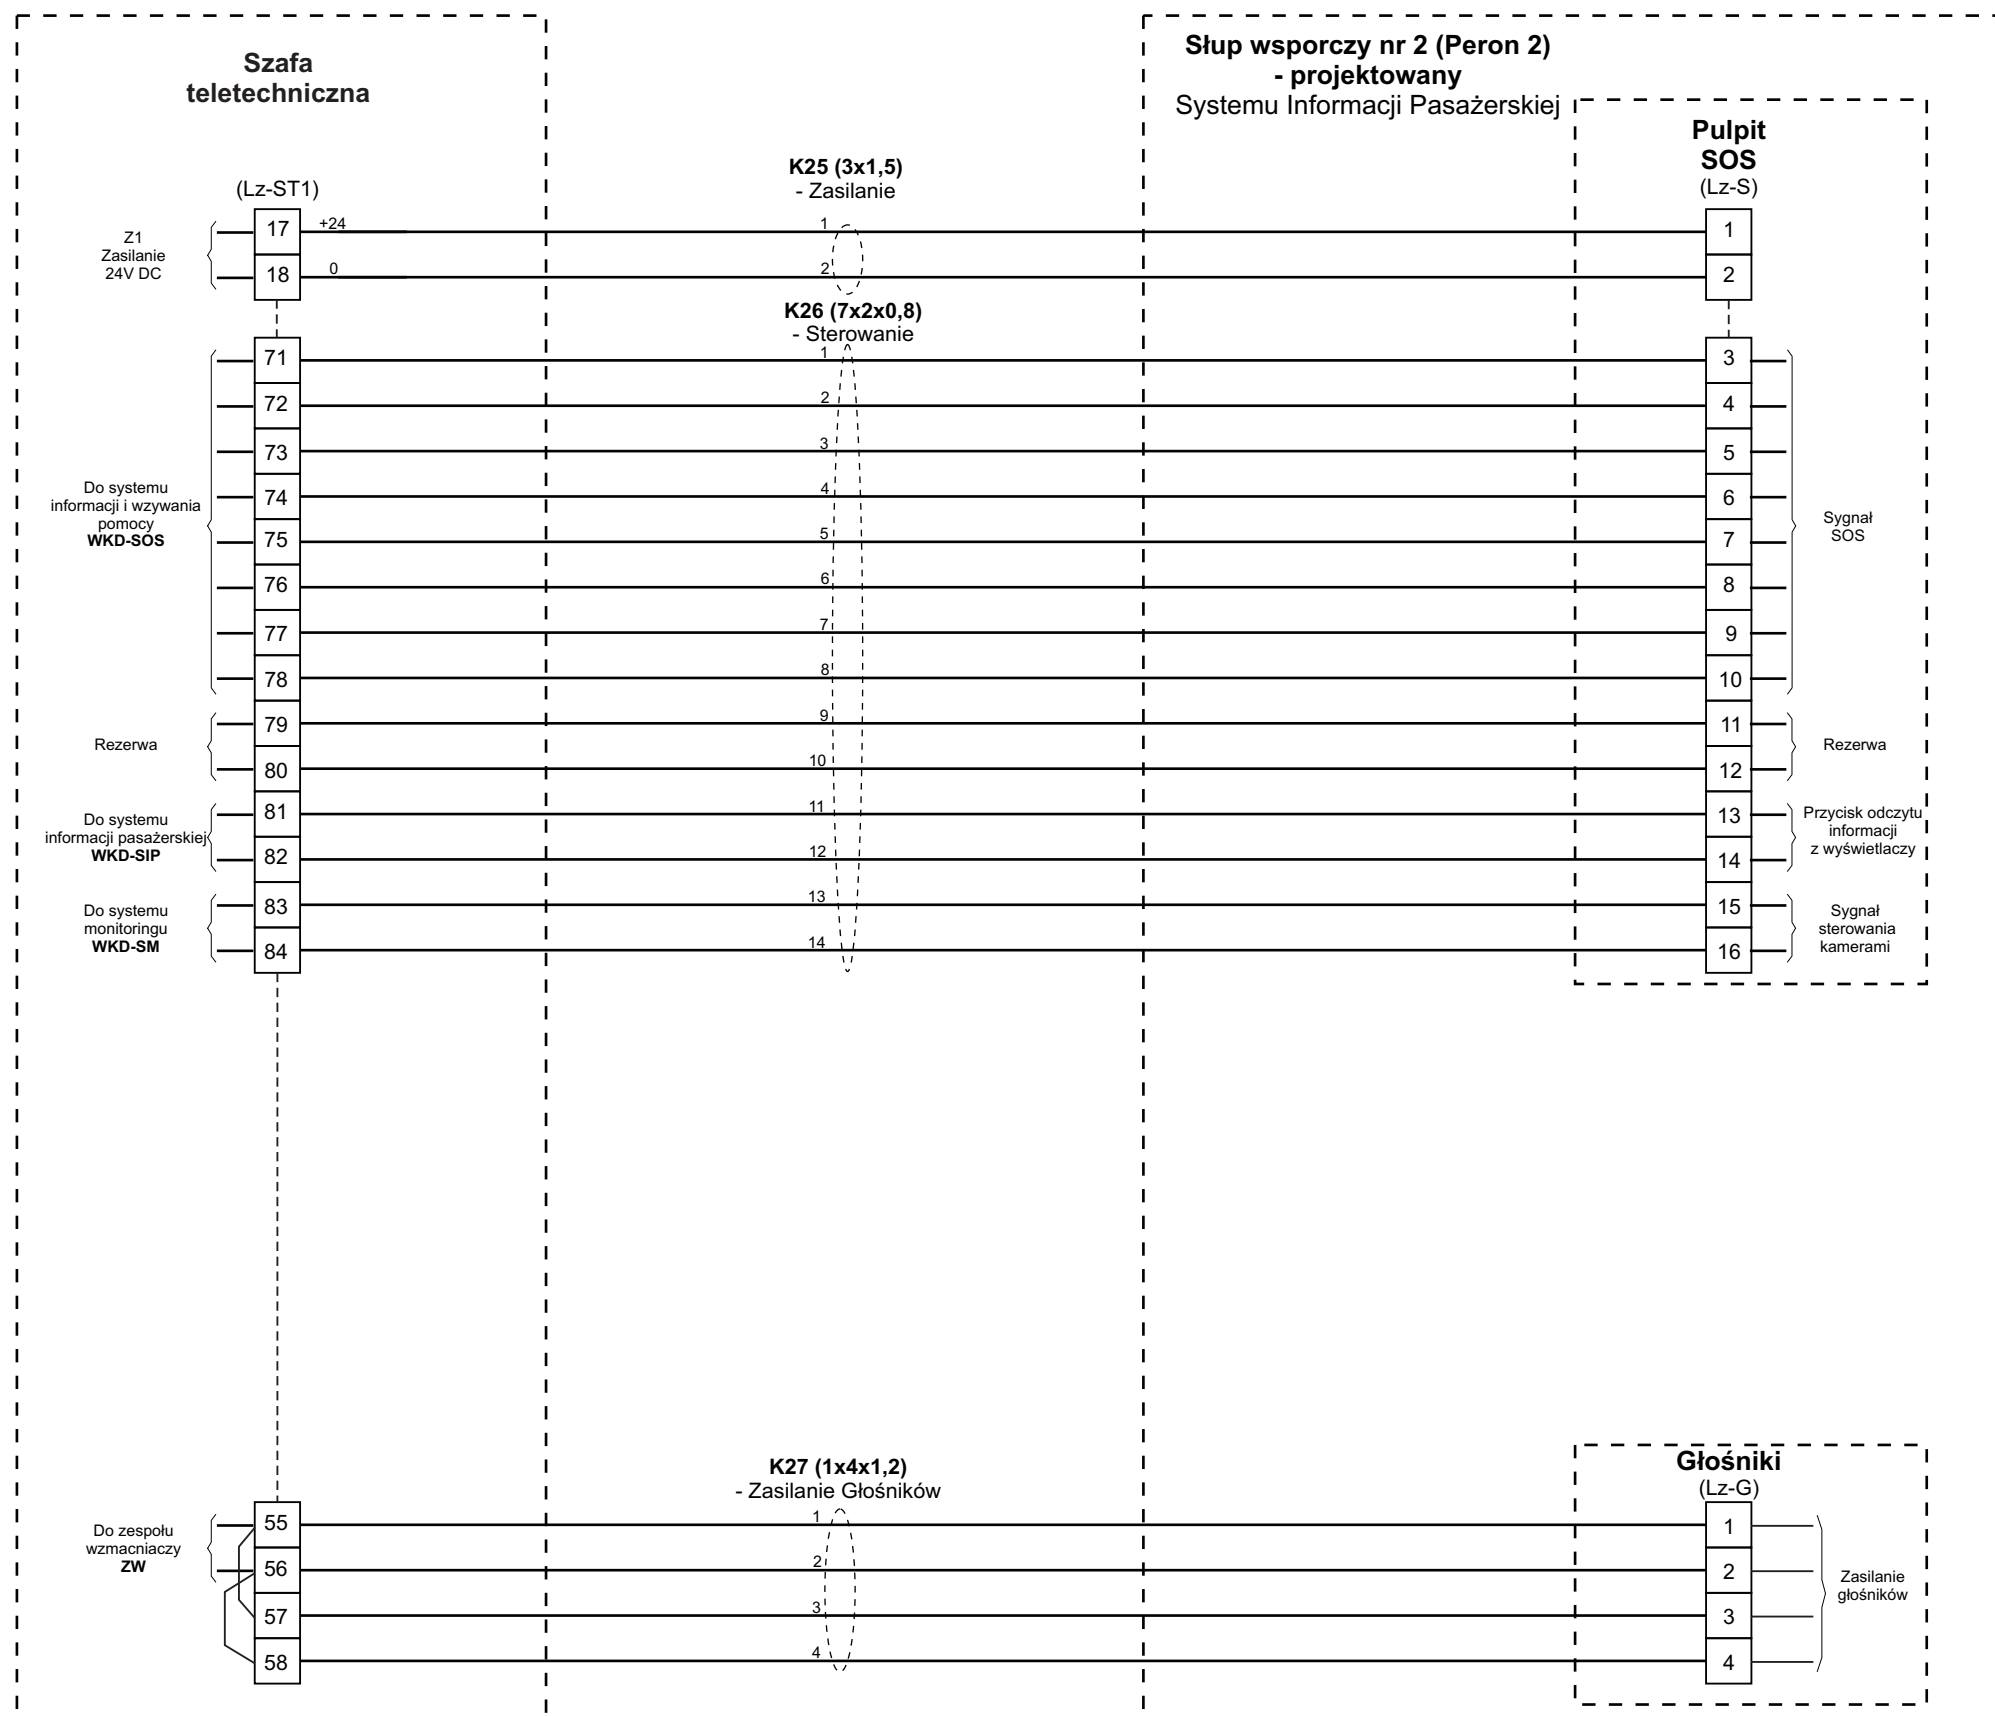 Szafa
teletechniczna
Słup wsporczy nr 2 (Peron 2)
- projektowany
Systemu Informacji Pasażerskiej
Pulpit
SOS
(Lz-S)
K25 (3x1,5)
- Zasilanie
(Lz-ST1)
Z1
Zasilanie
24V DC
17 +24 1 1
18 0 2 2
K26 (7x2x0,8)
- Sterowanie
71 1 3
72 2 4
73 3 5
74 4 6
75 5 7
76 6 8
77 7 9
78 8 10
Do systemu
informacji i wzywania
pomocy
WKD-SOS
Sygnał
SOS
79 9 11
80 10 12
Rezerwa
Rezerwa
81 11 13
82 12 14
Do systemu
informacji pasażerskiej
WKD-SIP
Przycisk odczytu
informacji
z wyświetlaczy
83 13 15
84 14 16
Do systemu
monitoringu
WKD-SM
Sygnał
sterowania
kamerami
K27 (1x4x1,2)
- Zasilanie Głośników
Głośniki
(Lz-G)
55 1 1
56 2 2
57 3 3
58 4 4
Do zespołu
wzmacniaczy
ZW
Zasilanie
głośników